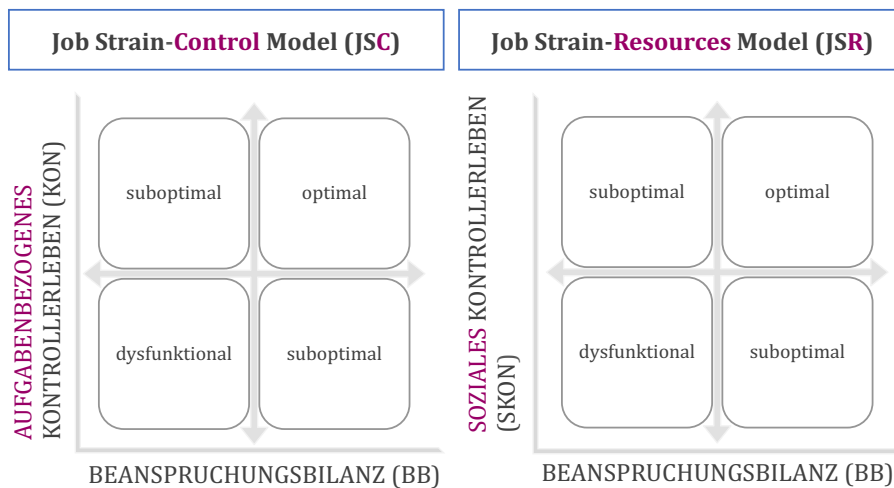 Job Strain-Control Model (JSC)
AUFGABENBEZOGENES
KONTROLLERLEBEN (KON)
suboptimal
optimal
dysfunktional
suboptimal
BEANSPRUCHUNGSBILANZ (BB)
Job Strain-Resources Model (JSR)
SOZIALES KONTROLLERLEBEN
(SKON)
suboptimal
optimal
dysfunktional
suboptimal
BEANSPRUCHUNGSBILANZ (BB)